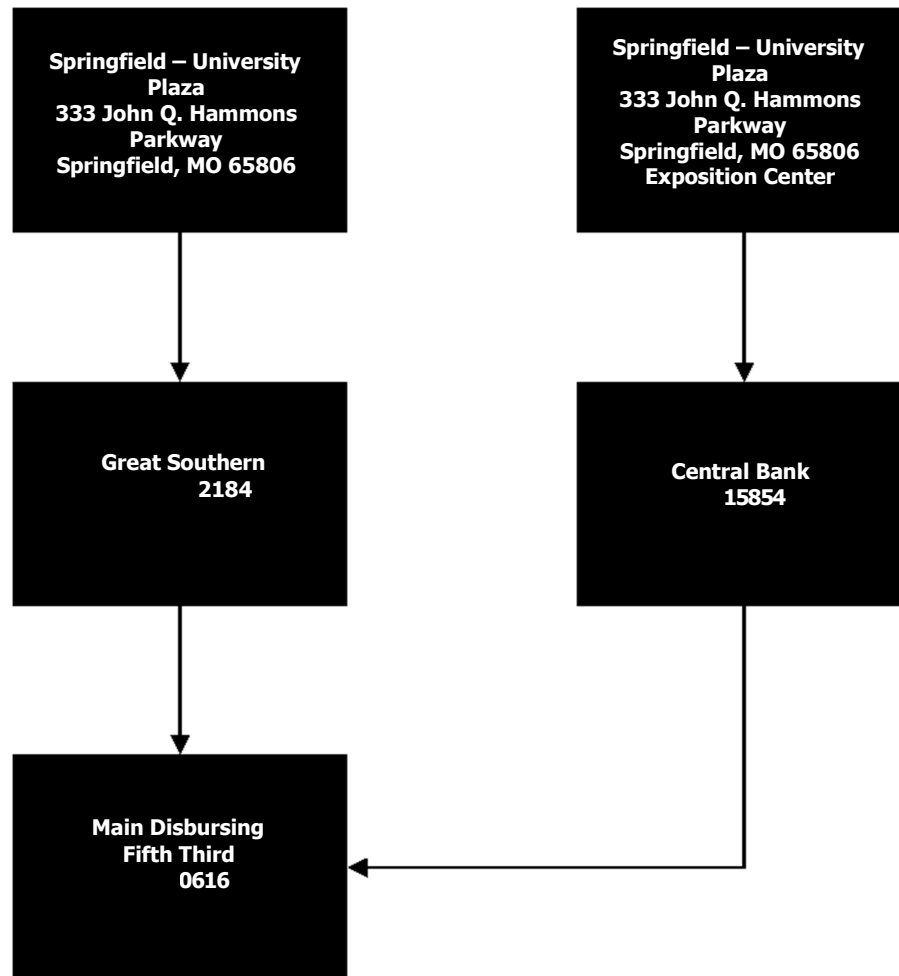 Springfield – University
Plaza
333 John Q. Hammons
Parkway
Springfield, MO 65806
Springfield – University
Plaza
333 John Q. Hammons
Parkway
Springfield, MO 65806
Exposition Center
Great Southern
2184
Central Bank
15854
Main Disbursing
Fifth Third
0616